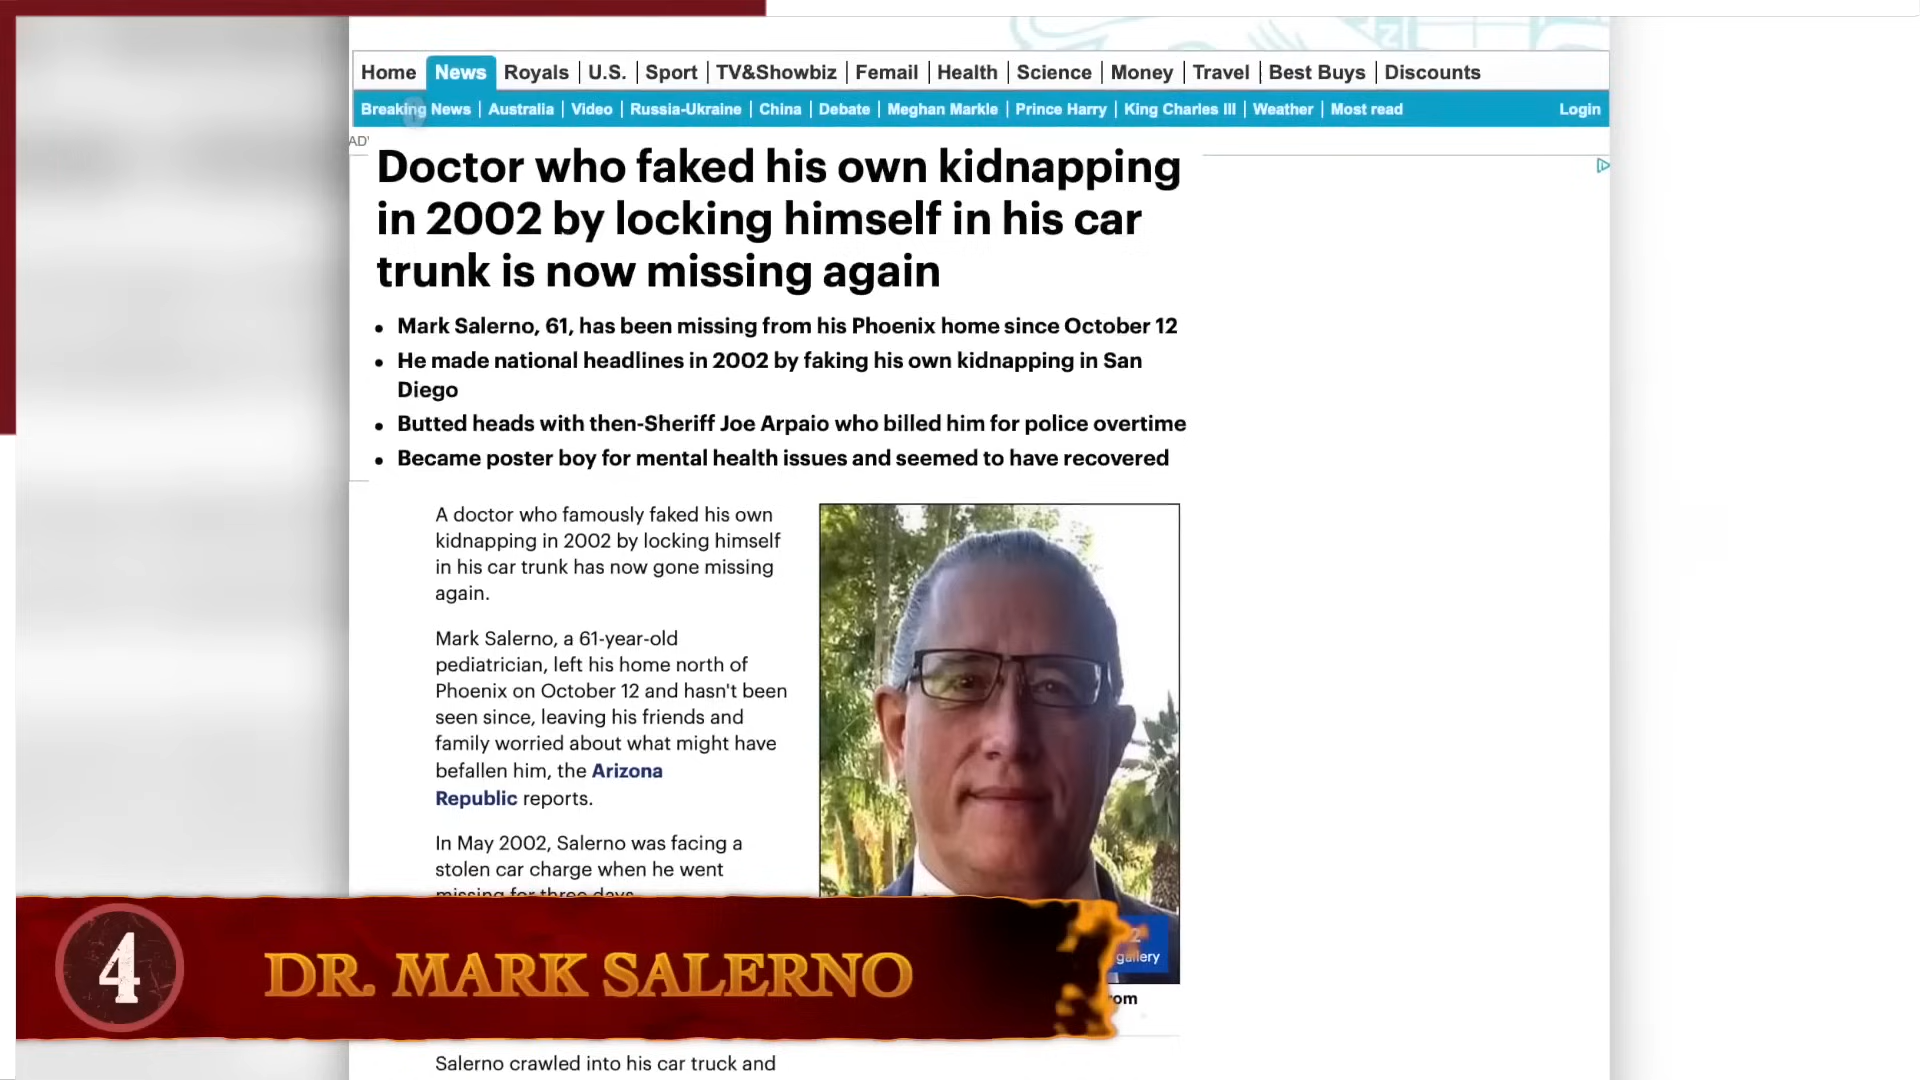 Home News Royals U.S. Sport TV&Showbiz Femail Health Science Money Travel Best Buys Discounts
Breaking News Australia Video Russia-Ukraine China Debate Meghan Markle Prince Harry King Charles III Weather Most read Login
Doctor who faked his own kidnapping
in 2002 by locking himself in his car
trunk is now missing again
• Mark Salerno, 61, has been missing from his Phoenix home since October 12
• He made national headlines in 2002 by faking his own kidnapping in San
Diego
• Butted heads with then-Sheriff Joe Arpaio who billed him for police overtime
• Became poster boy for mental health issues and seemed to have recovered
A doctor who famously faked his own
kidnapping in 2002 by locking himself
in his car trunk has now gone missing
again.
Mark Salerno, a 61-year-old
pediatrician, left his home north of
Phoenix on October 12 and hasn't been
seen since, leaving his friends and
family worried about what might have
befallen him, the Arizona
Republic reports.
In May 2002, Salerno was facing a
stolen car charge when he went
missing for three days
2
gallery
4
DR. MARK SALERNO
Salerno crawled into his car truck and